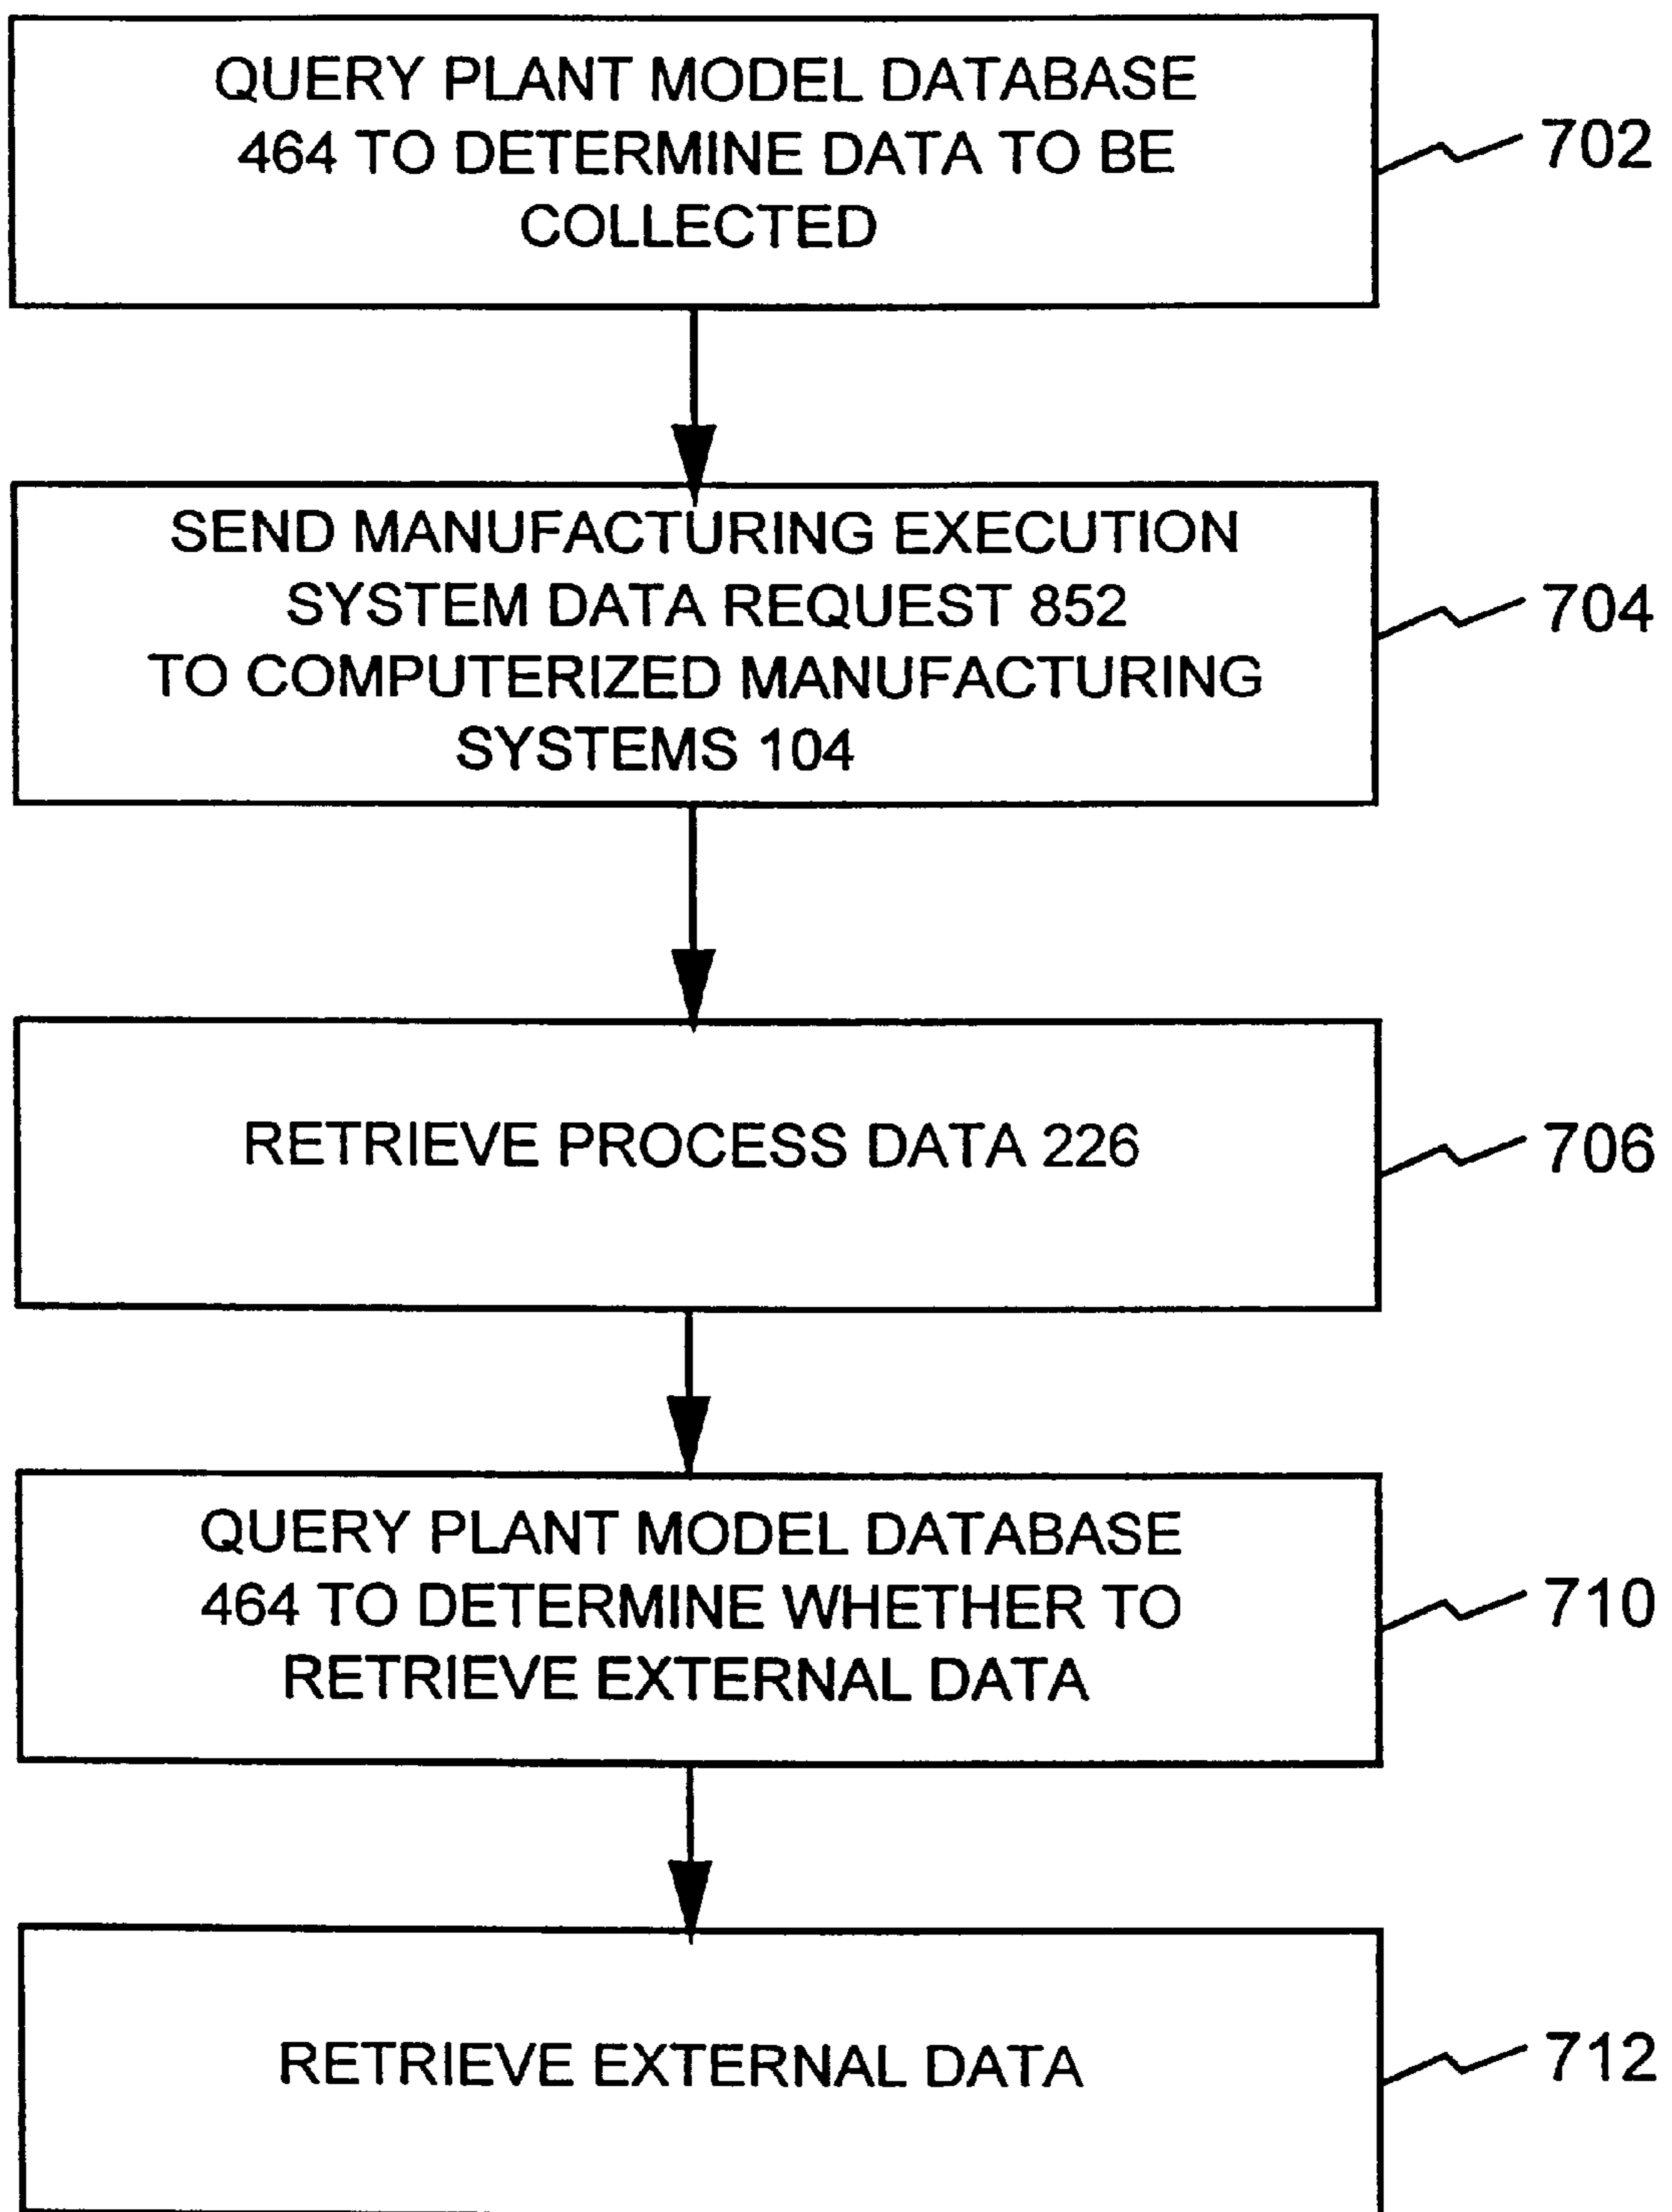 QUERY PLANT MODEL DATABASE
464 TO DETERMINE DATA TO BE
COLLECTED
702
SEND MANUFACTURING EXECUTION
SYSTEM DATA REQUEST 852
TO COMPUTERIZED MANUFACTURING
SYSTEMS 104
704
RETRIEVE PROCESS DATA 226
706
QUERY PLANT MODEL DATABASE
464 TO DETERMINE WHETHER TO
RETRIEVE EXTERNAL DATA
710
RETRIEVE EXTERNAL DATA
712